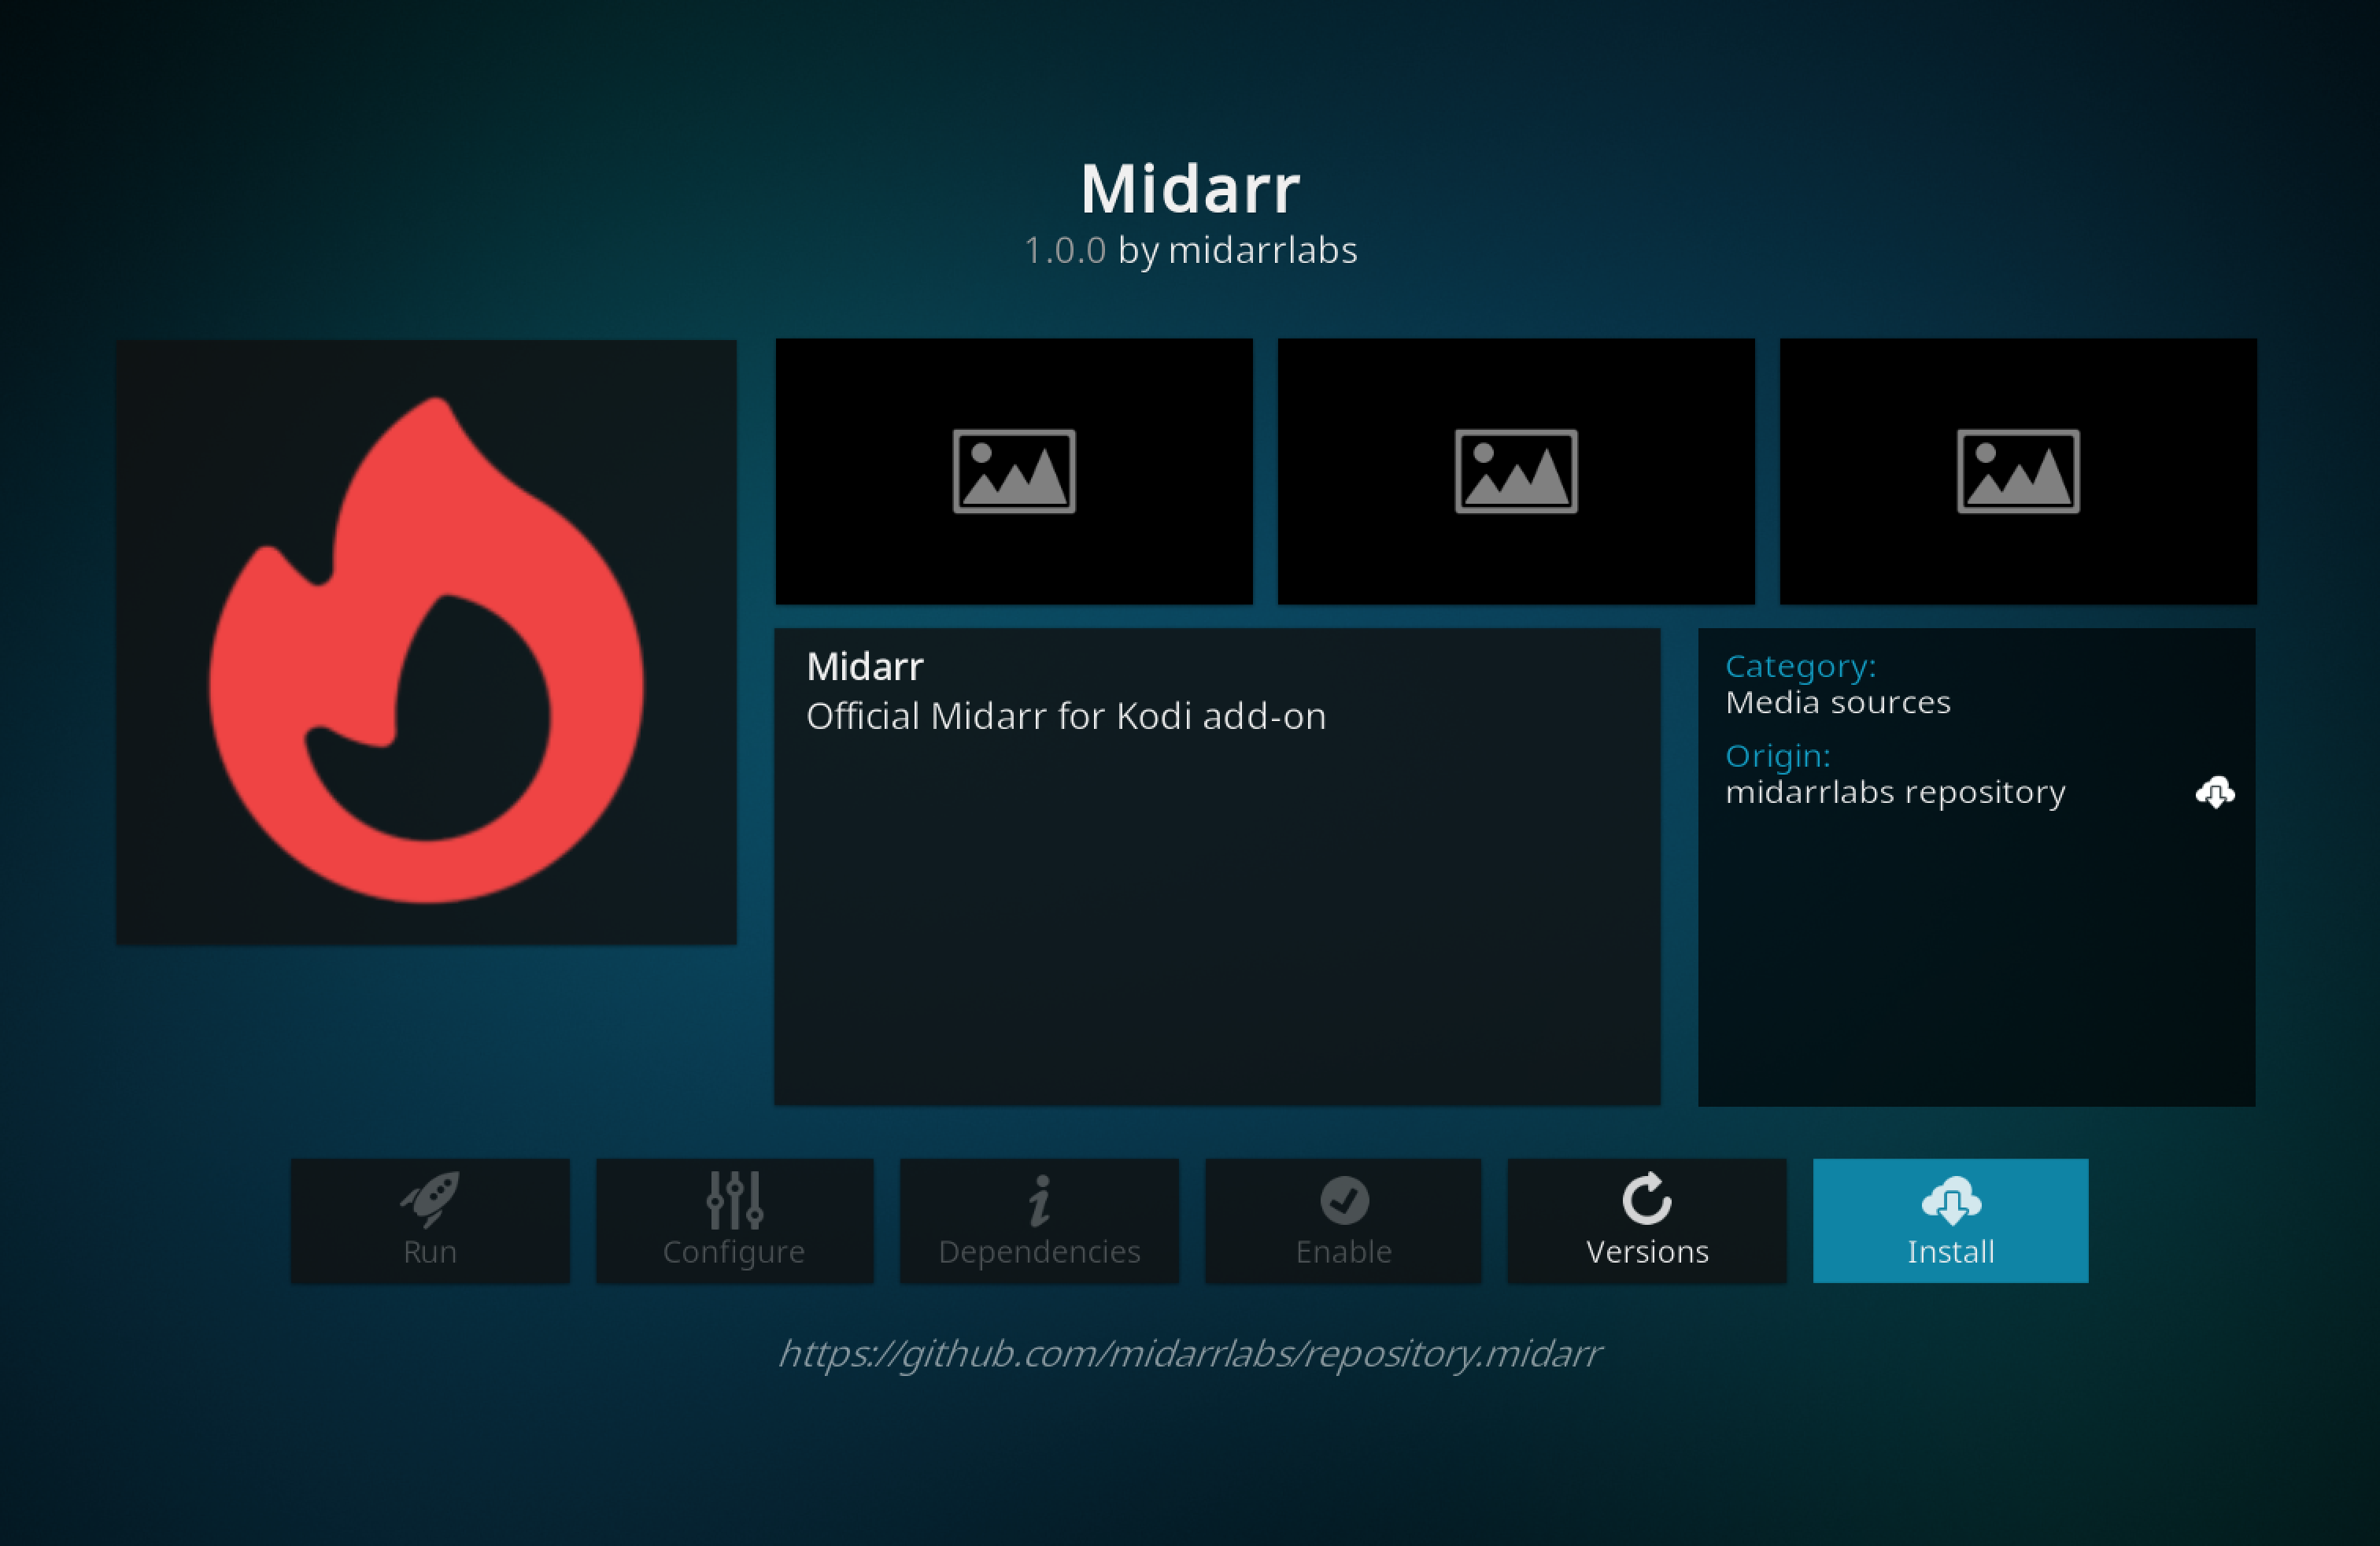 Midarr
1.0.0 by midarrlabs
Midarr
Official Midarr for Kodi add-on
Category:
Media sources
Origin:
midarrlabs repository
Run
Configure
Dependencies
Enable
Versions
Install
https://github.com/midarrlabs/repository.midarr